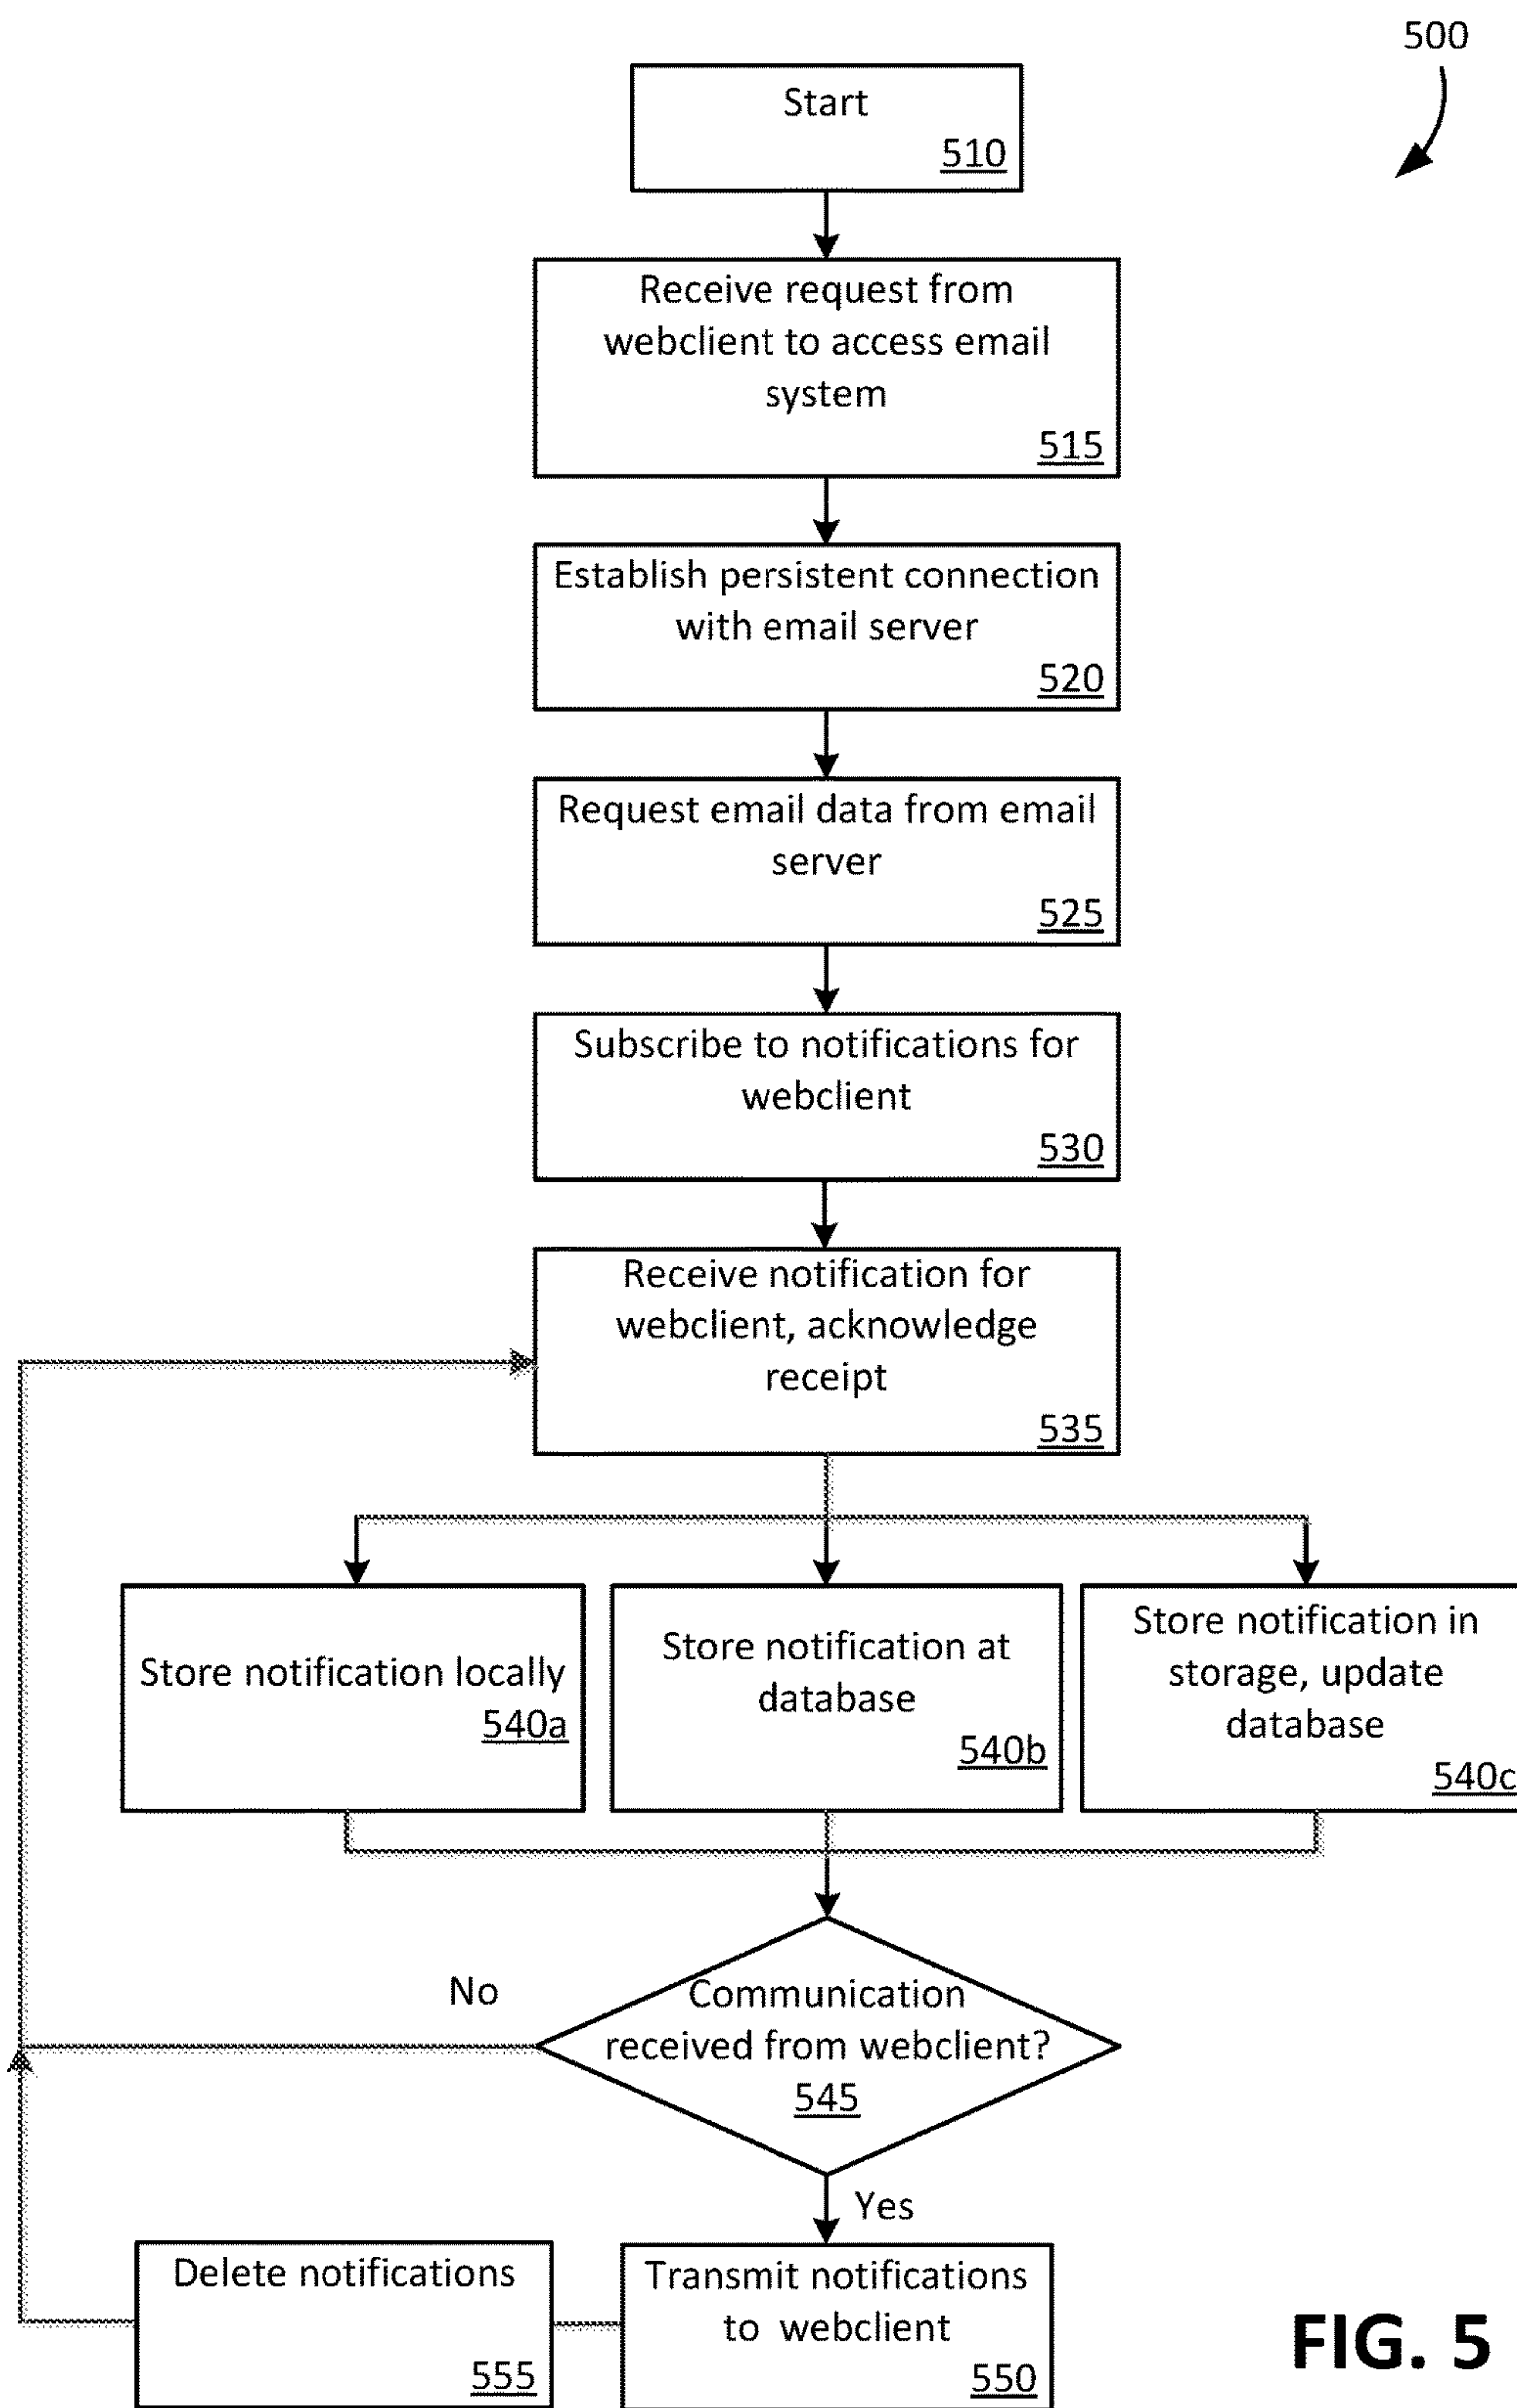 500
Start
510
Receive request from
webclient to access email
system
515
Establish persistent connection
with email server
520
Request email data from email
server
525
Subscribe to notifications for
webclient
530
Receive notification for
webclient, acknowledge
receipt
535
Store notification locally
540a
Store notification at
database
540b
Store notification in
storage, update
database
540c
No
Communication
received from webclient?
545
Yes
Delete notifications
555
Transmit notifications
to webclient
550
FIG. 5